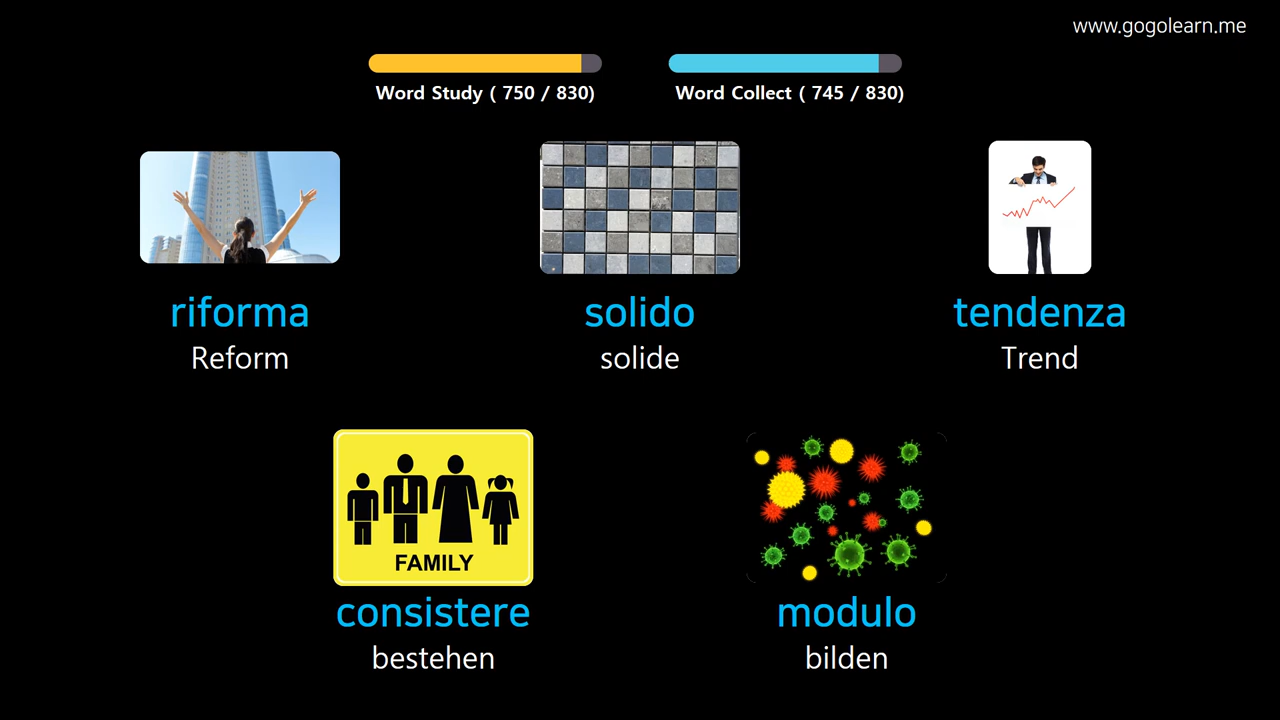 www.gogolearn.me
Word Study ( 750 / 830)
Word Collect ( 745 / 830)
riforma
Reform
solido
solide
tendenza
Trend
FAMILY
consistere
bestehen
modulo
bilden